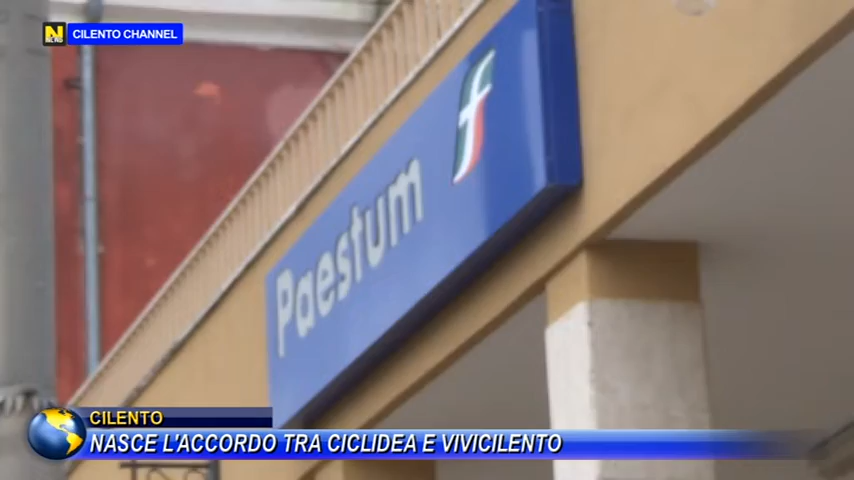 CILENTO CHANNEL
Paestum
CILENTO
NASCE L'ACCORDO TRA CICLIDEA E VIVICILENTO